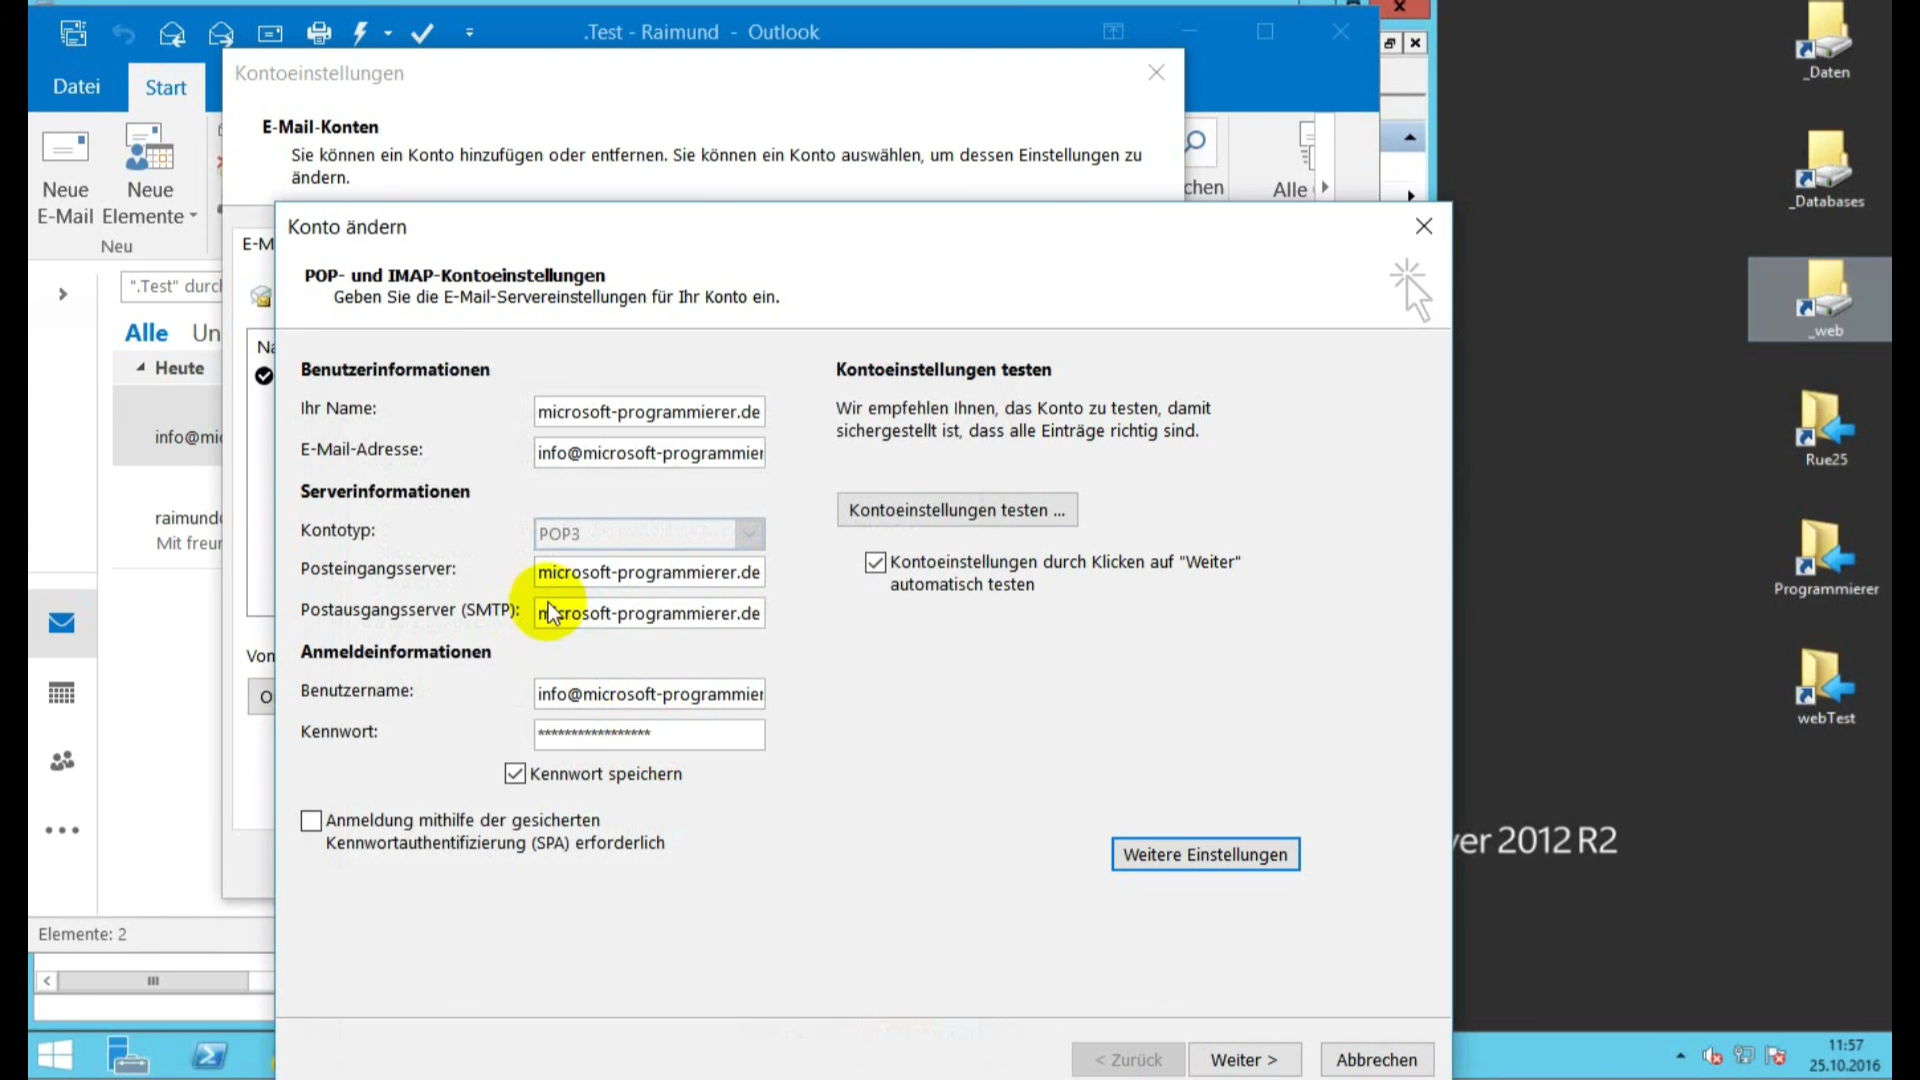 .Test - Raimund - Outlook
Datei
Start
Kontoeinstellungen
E-Mail-Konten
Sie können ein Konto hinzufügen oder entfernen. Sie können ein Konto auswählen, um dessen Einstellungen zu
ändern.
Neue
E-Mail
Neue
Elemente
Neu
chen
Alle
".Test" durc
Alle Un
Heute
info@mi
raimund
Mit freu
E-M
Na
Von
O
Konto ändern
POP- und IMAP-Kontoeinstellungen
Geben Sie die E-Mail-Servereinstellungen für Ihr Konto ein.
Benutzerinformationen
Ihr Name:
microsoft-programmierer.de
E-Mail-Adresse:
info@microsoft-programmier
Serverinformationen
Kontotyp:
POP3
Posteingangsserver:
microsoft-programmierer.de
Postausgangsserver (SMTP):
microsoft-programmierer.de
Anmeldeinformationen
Benutzername:
info@microsoft-programmier
Kennwort:
*****************
Kennwort speichern
Anmeldung mithilfe der gesicherten
Kennwortauthentifizierung (SPA) erforderlich
Kontoeinstellungen testen
Wir empfehlen Ihnen, das Konto zu testen, damit
sichergestellt ist, dass alle Einträge richtig sind.
Kontoeinstellungen testen ...
Kontoeinstellungen durch Klicken auf "Weiter"
automatisch testen
Weitere Einstellungen
< Zurück
Weiter >
Abbrechen
Elemente: 2
_Daten
_Databases
_web
Rue25
Programmierer
webTest
ver 2012 R2
11:57
25.10.2016